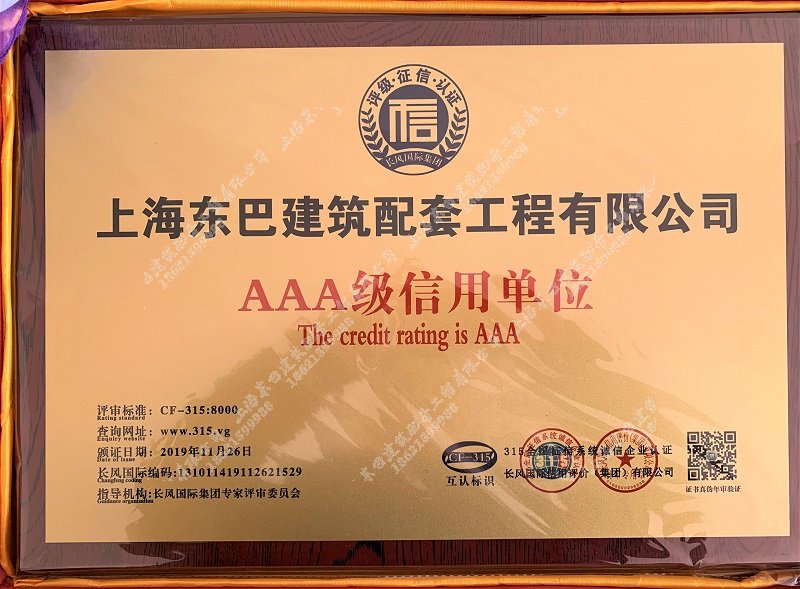 评级·征信·认证
信
长风国际集团
上海东巴建筑配套工程有限公司
AAA级信用单位
The credit rating is AAA
评审标准：CF-315:8000
Rating standard
查询网址：www.315.vg
Enquiry website
颁证日期：2019年11月26日
Date of issue
长风国际编码：131011419112621529
Changfeng coding
指导机构：长风国际集团专家评审委员会
Guidance organization
CF-315
互认标识
315全国征信系统诚信企业认证
长风国际信用评价（集团）有限公司
证书真伪年审验证